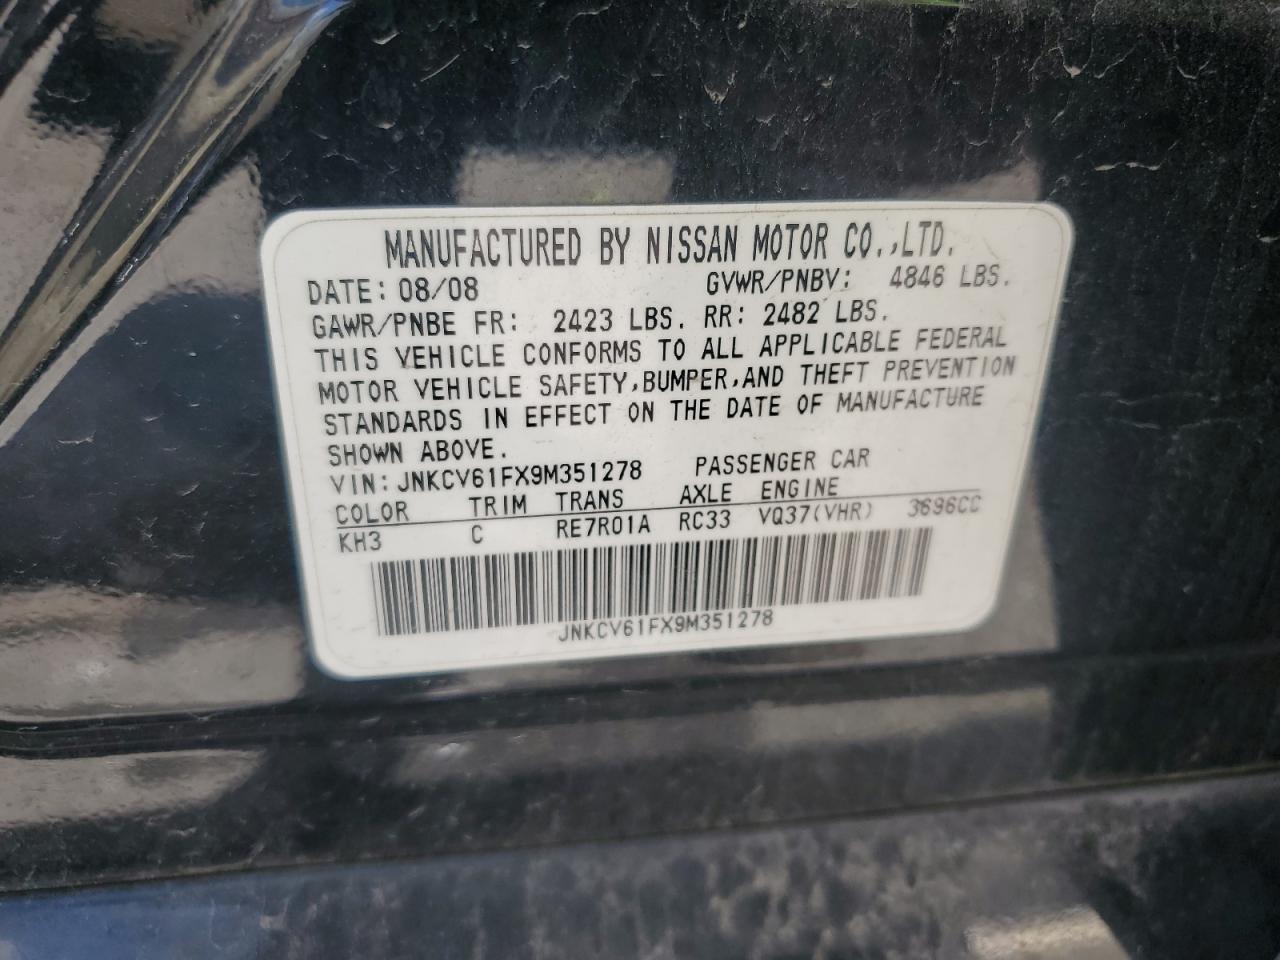 MANUFACTURED BY NISSAN MOTOR CO.,LTD.
DATE: 08/08 GVWR/PNBV: 4846 LBS.
GAWR/PNBE FR: 2423 LBS. RR: 2482 LBS.
THIS VEHICLE CONFORMS TO ALL APPLICABLE FEDERAL
MOTOR VEHICLE SAFETY,BUMPER,AND THEFT PREVENTION
STANDARDS IN EFFECT ON THE DATE OF MANUFACTURE
SHOWN ABOVE.
VIN: JNKCV61FX9M351278 PASSENGER CAR
COLOR TRIM TRANS AXLE ENGINE
KH3 C RE7R01A RC33 VQ37(VHR) 3696CC
JNKCV61FX9M351278